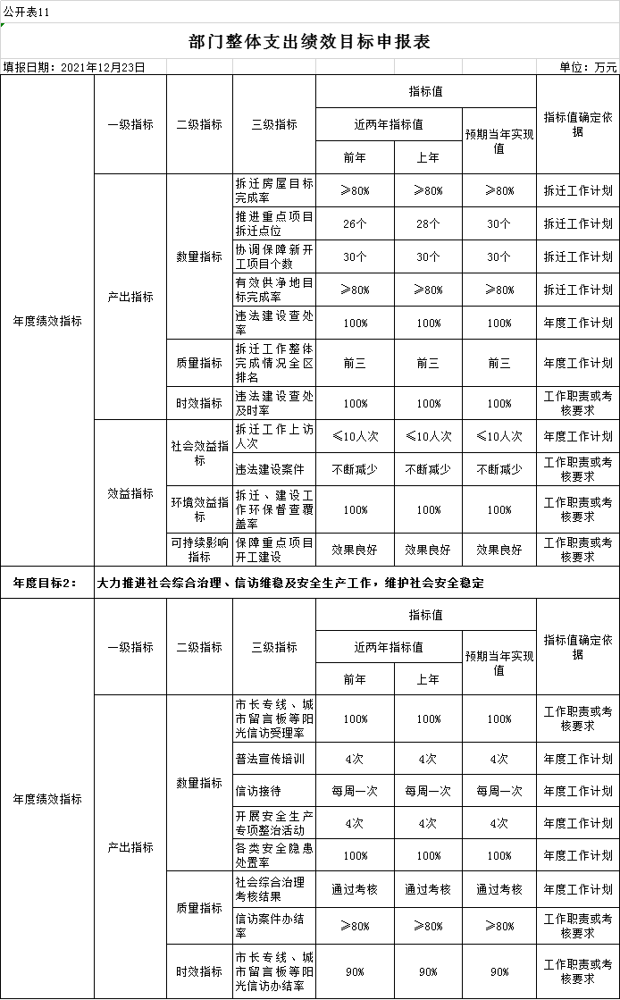 公开表11
部门整体支出绩效目标申报表
填报日期：2021年12月23日 单位：万元
年度绩效指标 一级指标 二级指标 三级指标 指标值 指标值确定依
据
近两年指标值 预期当年实现
值
前年 上年
产出指标 数量指标 拆迁房屋目标
完成率 ≥80% ≥80% ≥80% 拆迁工作计划
推进重点项目
拆迁点位 26个 28个 30个 拆迁工作计划
协调保障新开
工项目个数 30个 30个 30个 拆迁工作计划
有效供净地目
标完成率 ≥80% ≥80% ≥80% 拆迁工作计划
违法建设查处
率 100% 100% 100% 年度工作计划
质量指标 拆迁工作整体
完成情况全区
排名 前三 前三 前三 年度工作计划
时效指标 违法建设查处
及时率 100% 100% 100% 工作职责或考
核要求
效益指标 社会效益指
标 拆迁工作上访
人次 ≤10人次 ≤10人次 ≤10人次 年度工作计划
违法建设案件 不断减少 不断减少 不断减少 工作职责或考
核要求
环境效益指
标 拆迁、建设工
作环保督查覆
盖率 100% 100% 100% 工作职责或考
核要求
可持续影响
指标 保障重点项目
开工建设 效果良好 效果良好 效果良好 工作职责或考
核要求
年度目标2： 大力推进社会综合治理、信访维稳及安全生产工作，维护社会安全稳定
年度绩效指标 一级指标 二级指标 三级指标 指标值 指标值确定依
据
近两年指标值 预期当年实现
值
前年 上年
产出指标 数量指标 市长专线、城
市留言板等阳
光信访受理率 100% 100% 100% 工作职责或考
核要求
普法宣传培训 4次 4次 4次 年度工作计划
信访接待 每周一次 每周一次 每周一次 年度工作计划
开展安全生产
专项整治活动 4次 4次 4次 年度工作计划
各类安全隐患
处置率 100% 100% 100% 年度工作计划
质量指标 社会综合治理
考核结果 通过考核 通过考核 通过考核 年度工作计划
信访案件办结
率 ≥80% ≥80% ≥80% 工作职责或考
核要求
时效指标 市长专线、城
市留言板等阳
光信访办结率 90% 90% 90% 工作职责或考
核要求